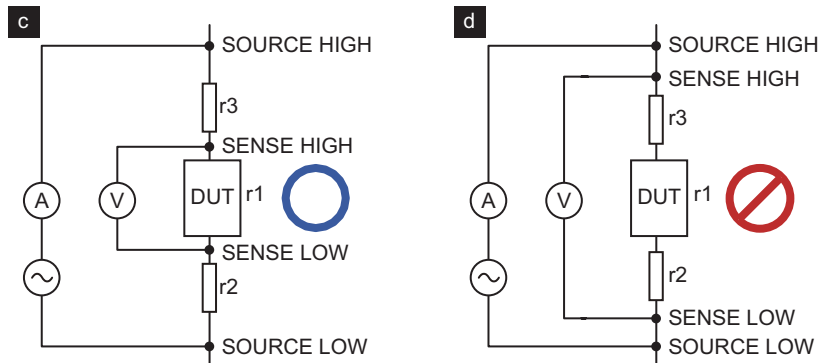 c
SOURCE HIGH
r3
SENSE HIGH
A
V
DUT
r1
SENSE LOW
r2
SOURCE LOW
d
SOURCE HIGH
SENSE HIGH
r3
A
V
DUT
r1
r2
SENSE LOW
SOURCE LOW